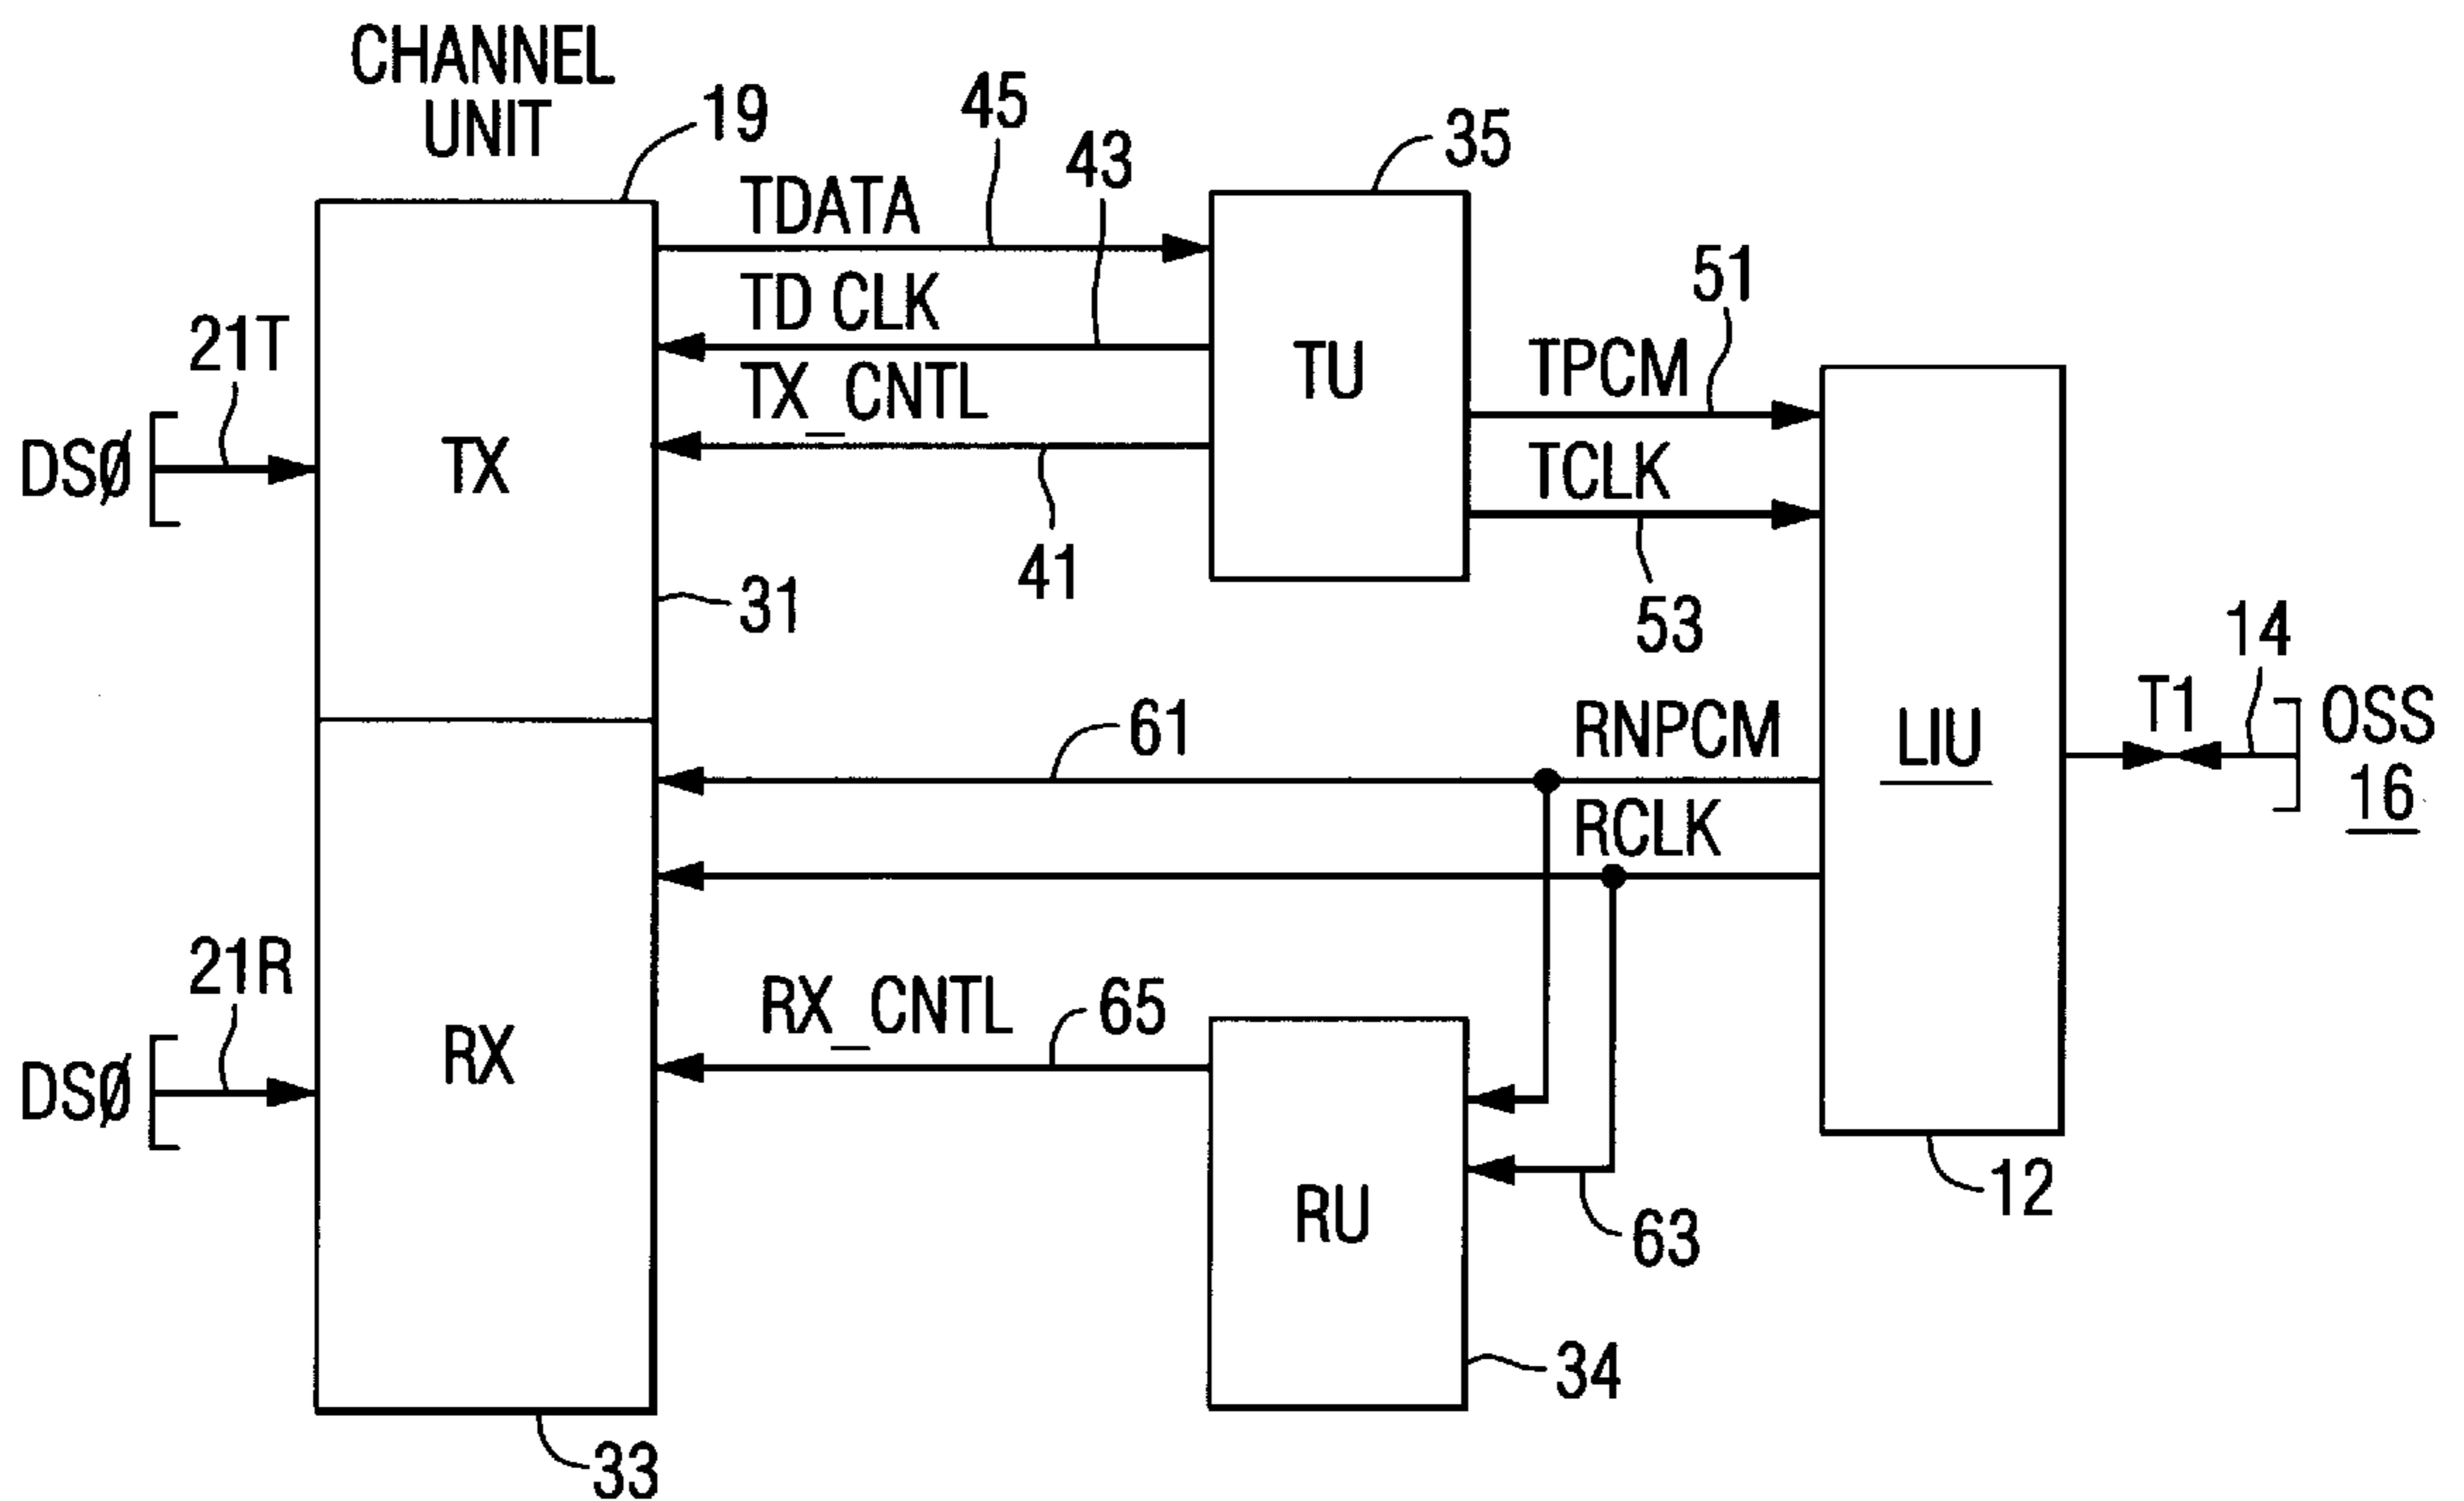 CHANNEL
UNIT
19
45
43
35
TDATA
TD CLK
TX_CNTL
41
TU
51
TPCM
TCLK
53
21T
DSØ
TX
31
14
T1
OSS
16
61
RNPCM
RCLK
LIU
12
21R
DSØ
RX
RX_CNTL
65
RU
63
34
33